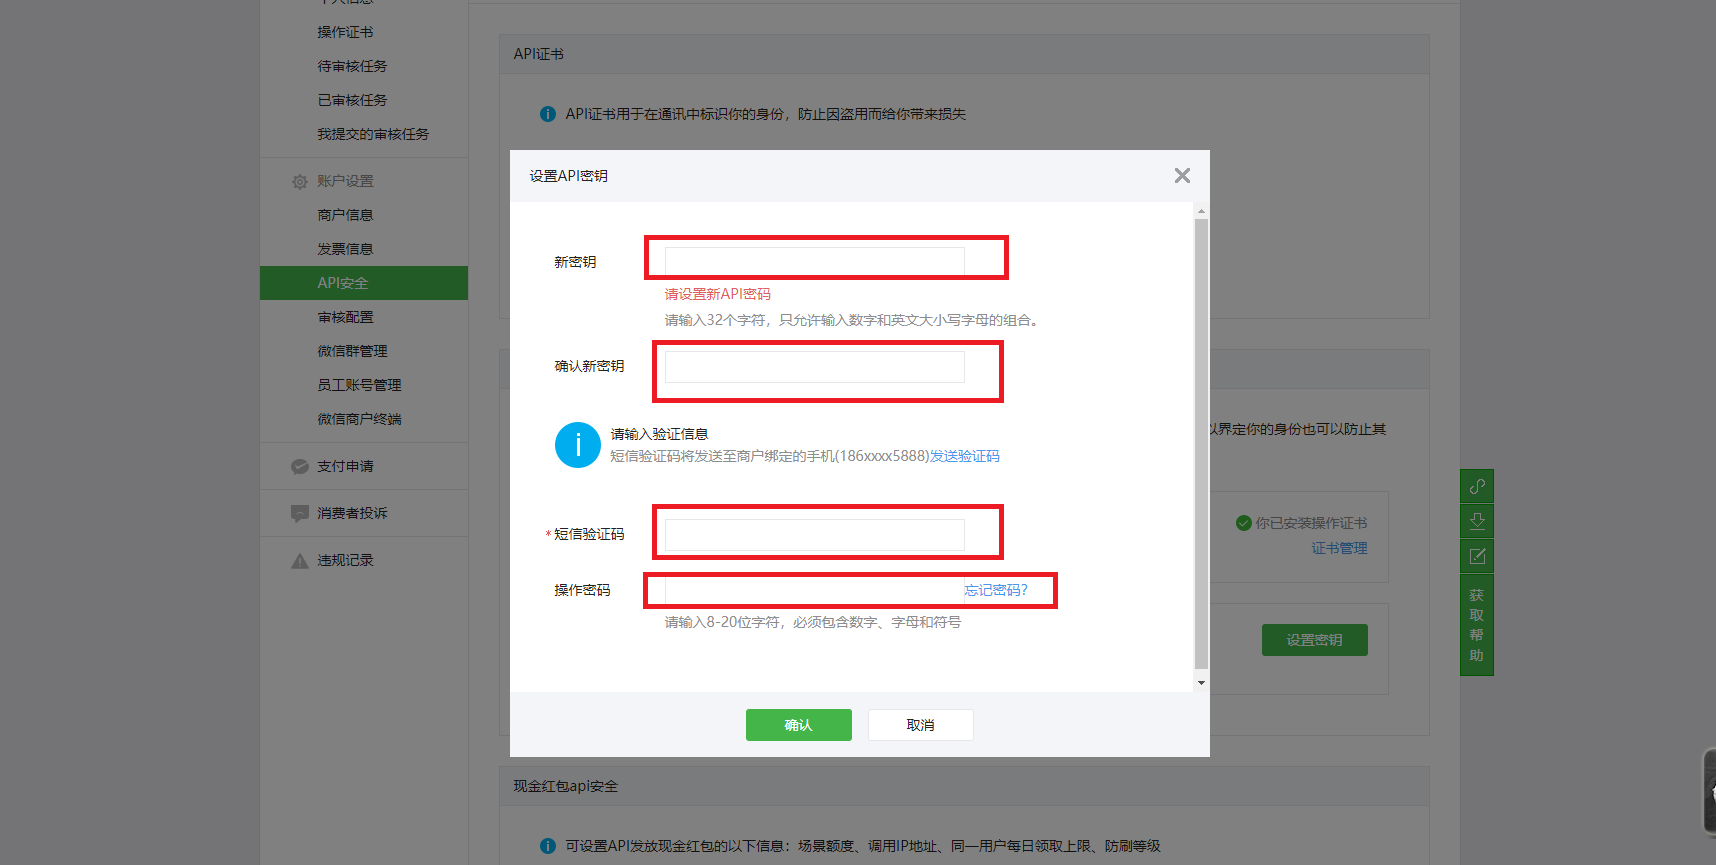 个人信息
操作证书
待审核任务
已审核任务
我提交的审核任务
账户设置
商户信息
发票信息
API安全
审核配置
微信群管理
员工账号管理
微信商户终端
支付申请
消费者投诉
违规记录
API证书
API证书用于在通讯中标识你的身份，防止因盗用而给你带来损失
设置API密钥
新密钥
请设置新API密码
请输入32个字符，只允许输入数字和英文大小写字母的组合。
确认新密钥
请输入验证信息
短信验证码将发送至商户绑定的手机(186xxxx5888)发送验证码
*短信验证码
操作密码
忘记密码?
请输入8-20位字符，必须包含数字、字母和符号
确认
取消
以界定你的身份也可以防止其
你已安装操作证书
证书管理
设置密钥
获取帮助
现金红包api安全
可设置API发放现金红包的以下信息：场景额度、调用IP地址、同一用户每日领取上限、防刷等级